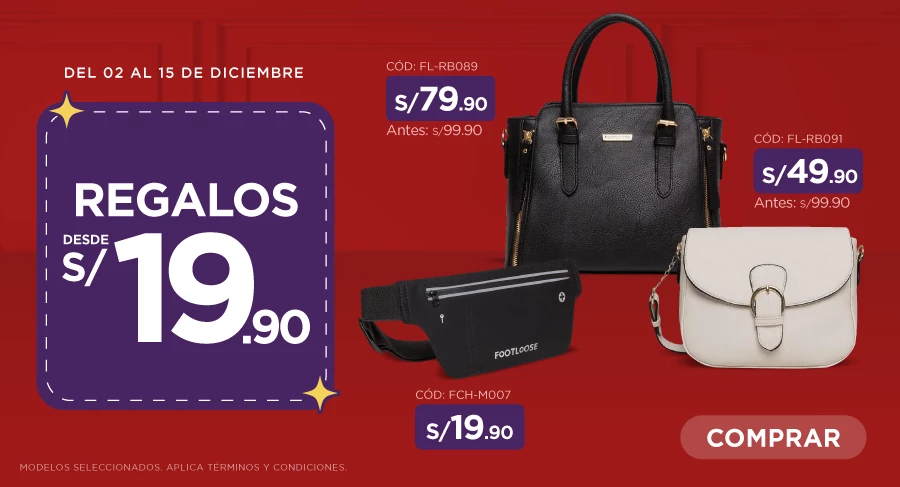 DEL 02 AL 15 DE DICIEMBRE
REGALOS
DESDE
S/19.90
CÓD: FL-RB089
S/79.90
Antes: S/99.90
CÓD: FL-RB091
S/49.90
Antes: S/99.90
FOOTLOOSE
CÓD: FCH-M007
S/19.90
COMPRAR
MODELOS SELECCIONADOS. APLICA TÉRMINOS Y CONDICIONES.